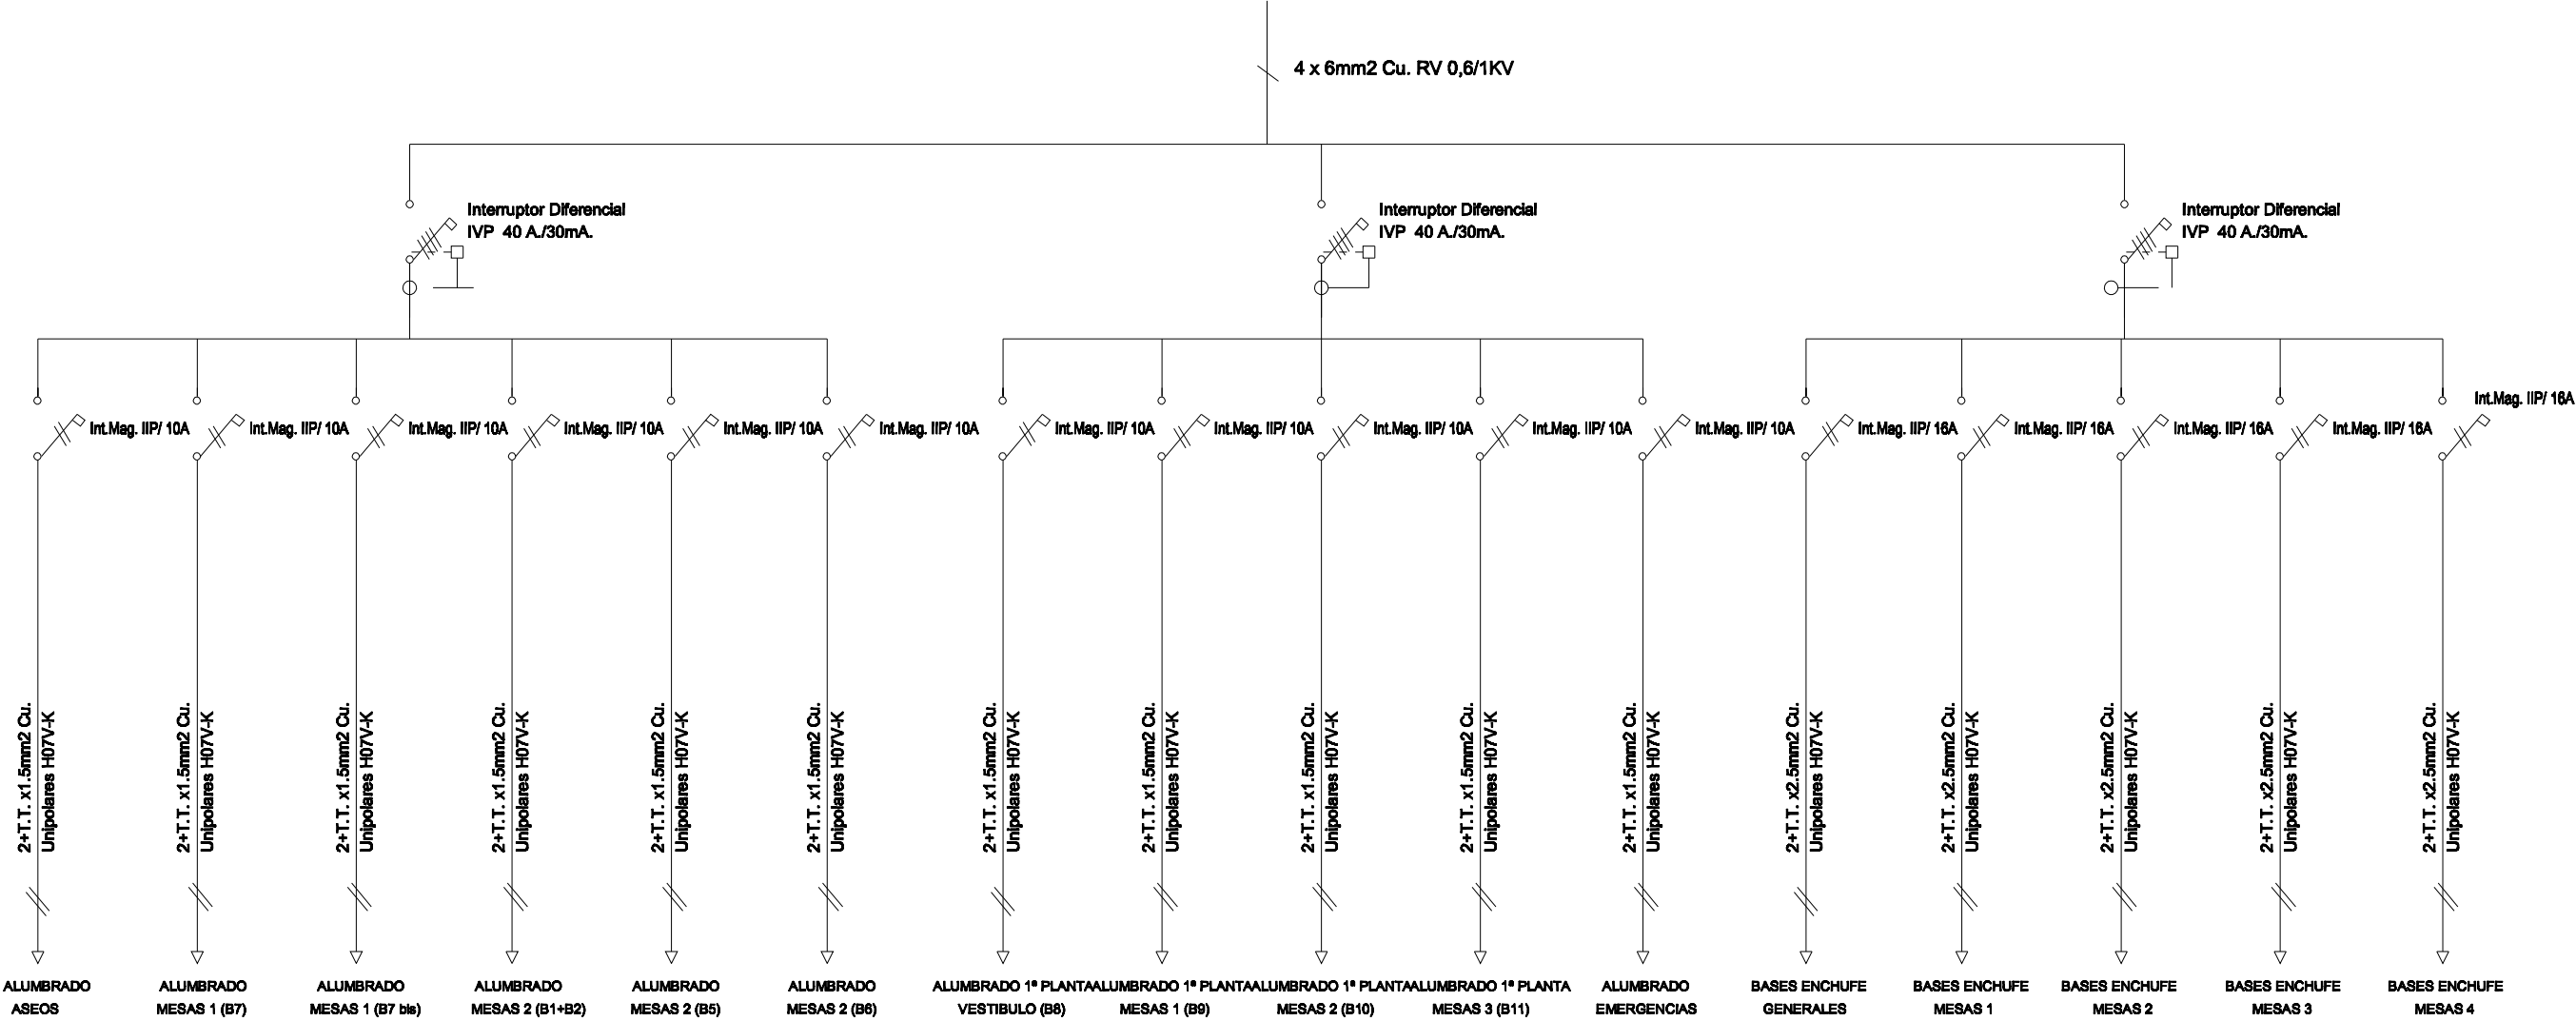 4 x 6mm2 Cu. RV 0,6/1KV
Interruptor Diferencial
IVP 40 A./30mA.
Interruptor Diferencial
IVP 40 A./30mA.
Interruptor Diferencial
IVP 40 A./30mA.
Int.Mag. IIP/ 10A
Int.Mag. IIP/ 10A
Int.Mag. IIP/ 10A
Int.Mag. IIP/ 10A
Int.Mag. IIP/ 10A
Int.Mag. IIP/ 10A
Int.Mag. IIP/ 10A
Int.Mag. IIP/ 10A
Int.Mag. IIP/ 10A
Int.Mag. IIP/ 10A
Int.Mag. IIP/ 10A
Int.Mag. IIP/ 16A
Int.Mag. IIP/ 16A
Int.Mag. IIP/ 16A
Int.Mag. IIP/ 16A
Int.Mag. IIP/ 16A
2+T.T. x1.5mm2 Cu.
Unipolares H07V-K
2+T.T. x1.5mm2 Cu.
Unipolares H07V-K
2+T.T. x1.5mm2 Cu.
Unipolares H07V-K
2+T.T. x1.5mm2 Cu.
Unipolares H07V-K
2+T.T. x1.5mm2 Cu.
Unipolares H07V-K
2+T.T. x1.5mm2 Cu.
Unipolares H07V-K
2+T.T. x1.5mm2 Cu.
Unipolares H07V-K
2+T.T. x1.5mm2 Cu.
Unipolares H07V-K
2+T.T. x1.5mm2 Cu.
Unipolares H07V-K
2+T.T. x1.5mm2 Cu.
Unipolares H07V-K
2+T.T. x1.5mm2 Cu.
Unipolares H07V-K
2+T.T. x2.5mm2 Cu.
Unipolares H07V-K
2+T.T. x2.5mm2 Cu.
Unipolares H07V-K
2+T.T. x2.5mm2 Cu.
Unipolares H07V-K
2+T.T. x2.5mm2 Cu.
Unipolares H07V-K
2+T.T. x2.5mm2 Cu.
Unipolares H07V-K
ALUMBRADO
ASEOS
ALUMBRADO
MESAS 1 (B7)
ALUMBRADO
MESAS 1 (B7 bis)
ALUMBRADO
MESAS 2 (B1+B2)
ALUMBRADO
MESAS 2 (B5)
ALUMBRADO
MESAS 2 (B6)
ALUMBRADO 1ª PLANTA
VESTIBULO (B8)
ALUMBRADO 1ª PLANTA
MESAS 1 (B9)
ALUMBRADO 1ª PLANTA
MESAS 2 (B10)
ALUMBRADO 1ª PLANTA
MESAS 3 (B11)
ALUMBRADO
EMERGENCIAS
BASES ENCHUFE
GENERALES
BASES ENCHUFE
MESAS 1
BASES ENCHUFE
MESAS 2
BASES ENCHUFE
MESAS 3
BASES ENCHUFE
MESAS 4